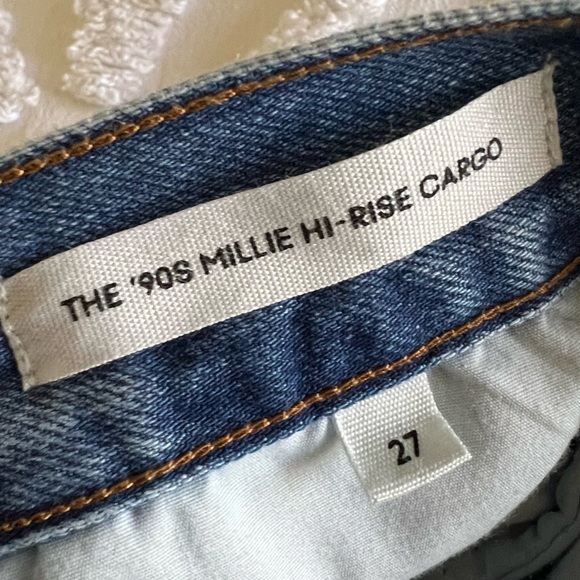 THE '90S MILLIE HI-RISE CARGO
27